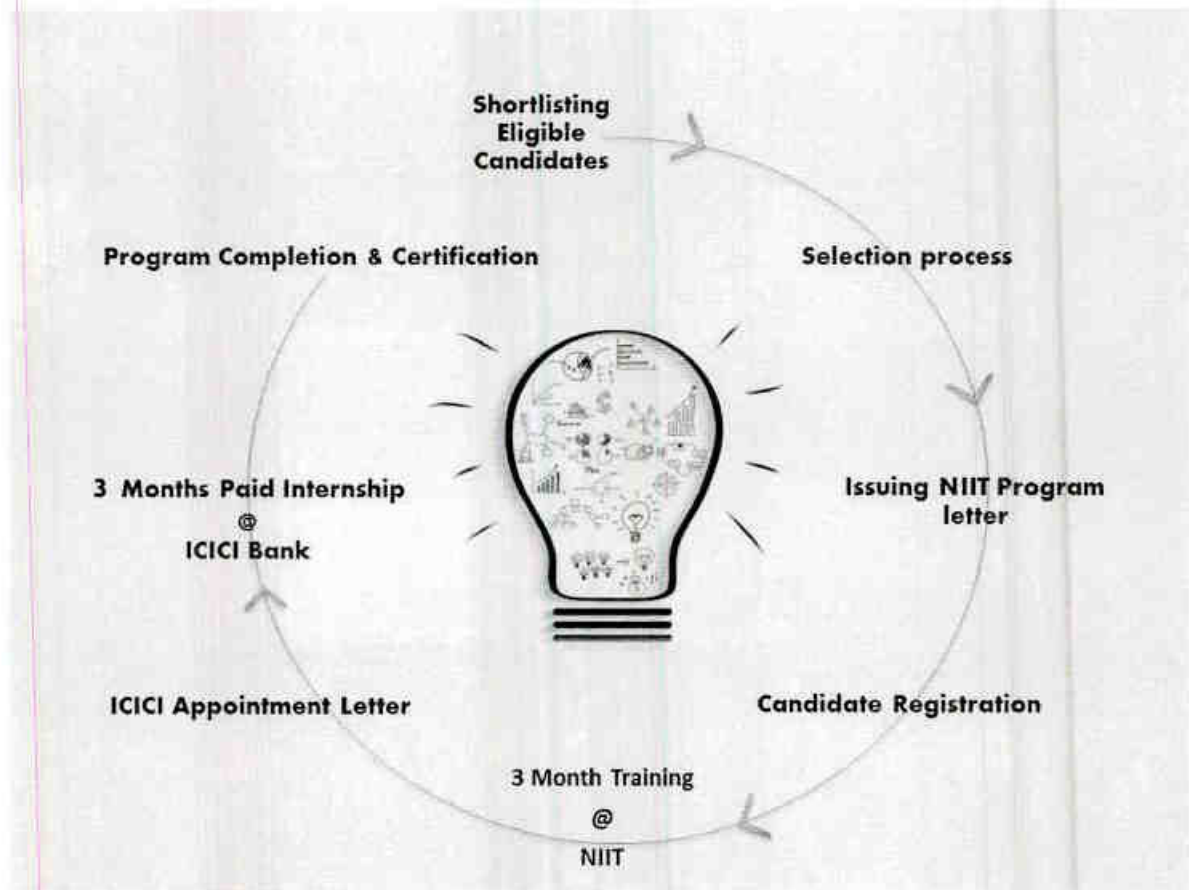 Shortlisting
Eligible
Candidates
Selection process
Issuing NIIT Program
letter
Candidate Registration
3 Month Training
@
NIIT
ICICI Appointment Letter
3 Months Paid Internship
@
ICICI Bank
Program Completion & Certification